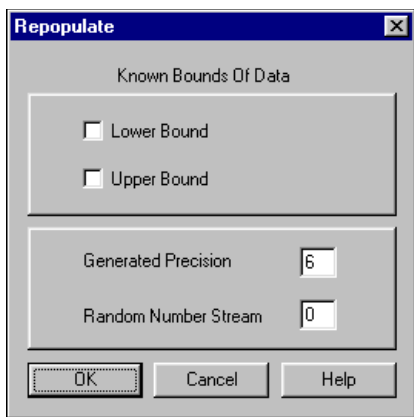 Repopulate
Known Bounds Of Data
Lower Bound
Upper Bound
Generated Precision 6
Random Number Stream 0
OK Cancel Help